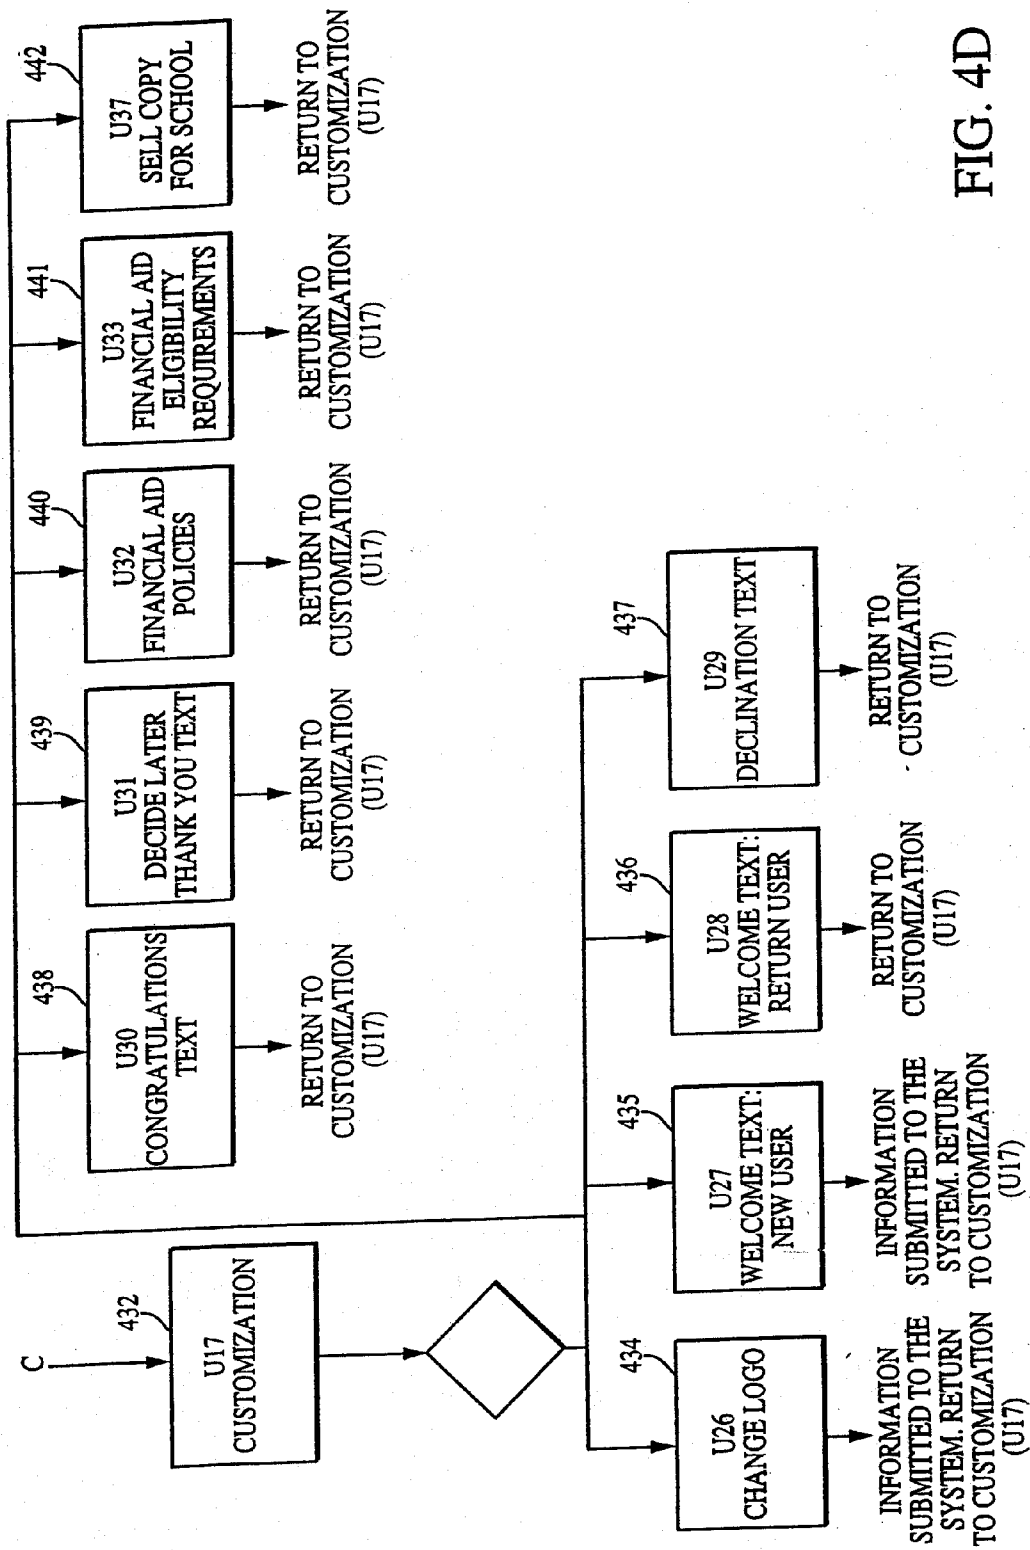 C
432
U17
CUSTOMIZATION
438
U30
CONGRATULATIONS
TEXT
RETURN TO
CUSTOMIZATION
(U17)
439
U31
DECIDE LATER
THANK YOU TEXT
RETURN TO
CUSTOMIZATION
(U17)
440
U32
FINANCIAL AID
POLICIES
RETURN TO
CUSTOMIZATION
(U17)
441
U33
FINANCIAL AID
ELIGIBILITY
REQUIREMENTS
RETURN TO
CUSTOMIZATION
(U17)
442
U37
SELL COPY
FOR SCHOOL
RETURN TO
CUSTOMIZATION
(U17)
434
U26
CHANGE LOGO
INFORMATION
SUBMITTED TO THE
SYSTEM. RETURN
TO CUSTOMIZATION
(U17)
435
U27
WELCOME TEXT:
NEW USER
INFORMATION
SUBMITTED TO THE
SYSTEM. RETURN
TO CUSTOMIZATION
(U17)
436
U28
WELCOME TEXT:
RETURN USER
RETURN TO
CUSTOMIZATION
(U17)
437
U29
DECLINATION TEXT
RETURN TO
CUSTOMIZATION
(U17)
FIG. 4D